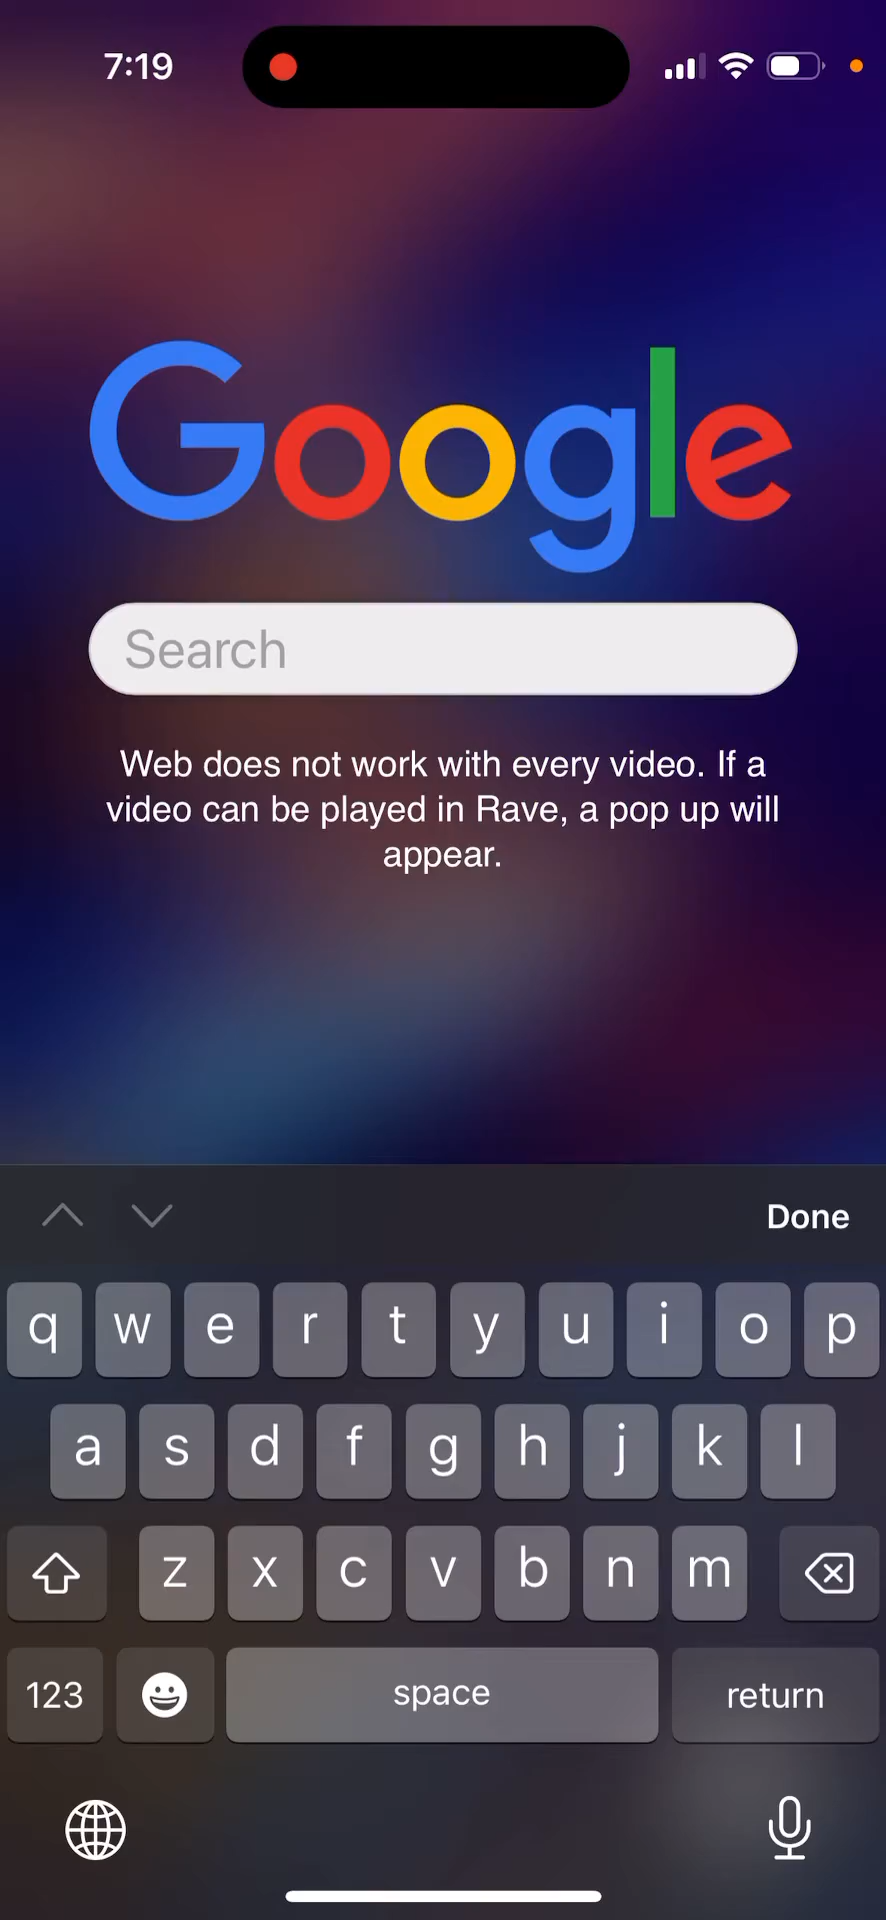 7:19
Google
Search
Web does not work with every video. If a
video can be played in Rave, a pop up will
appear.
Done
q w e r t y u i o p
a s d f g h j k l
z x c v b n m
123 space return